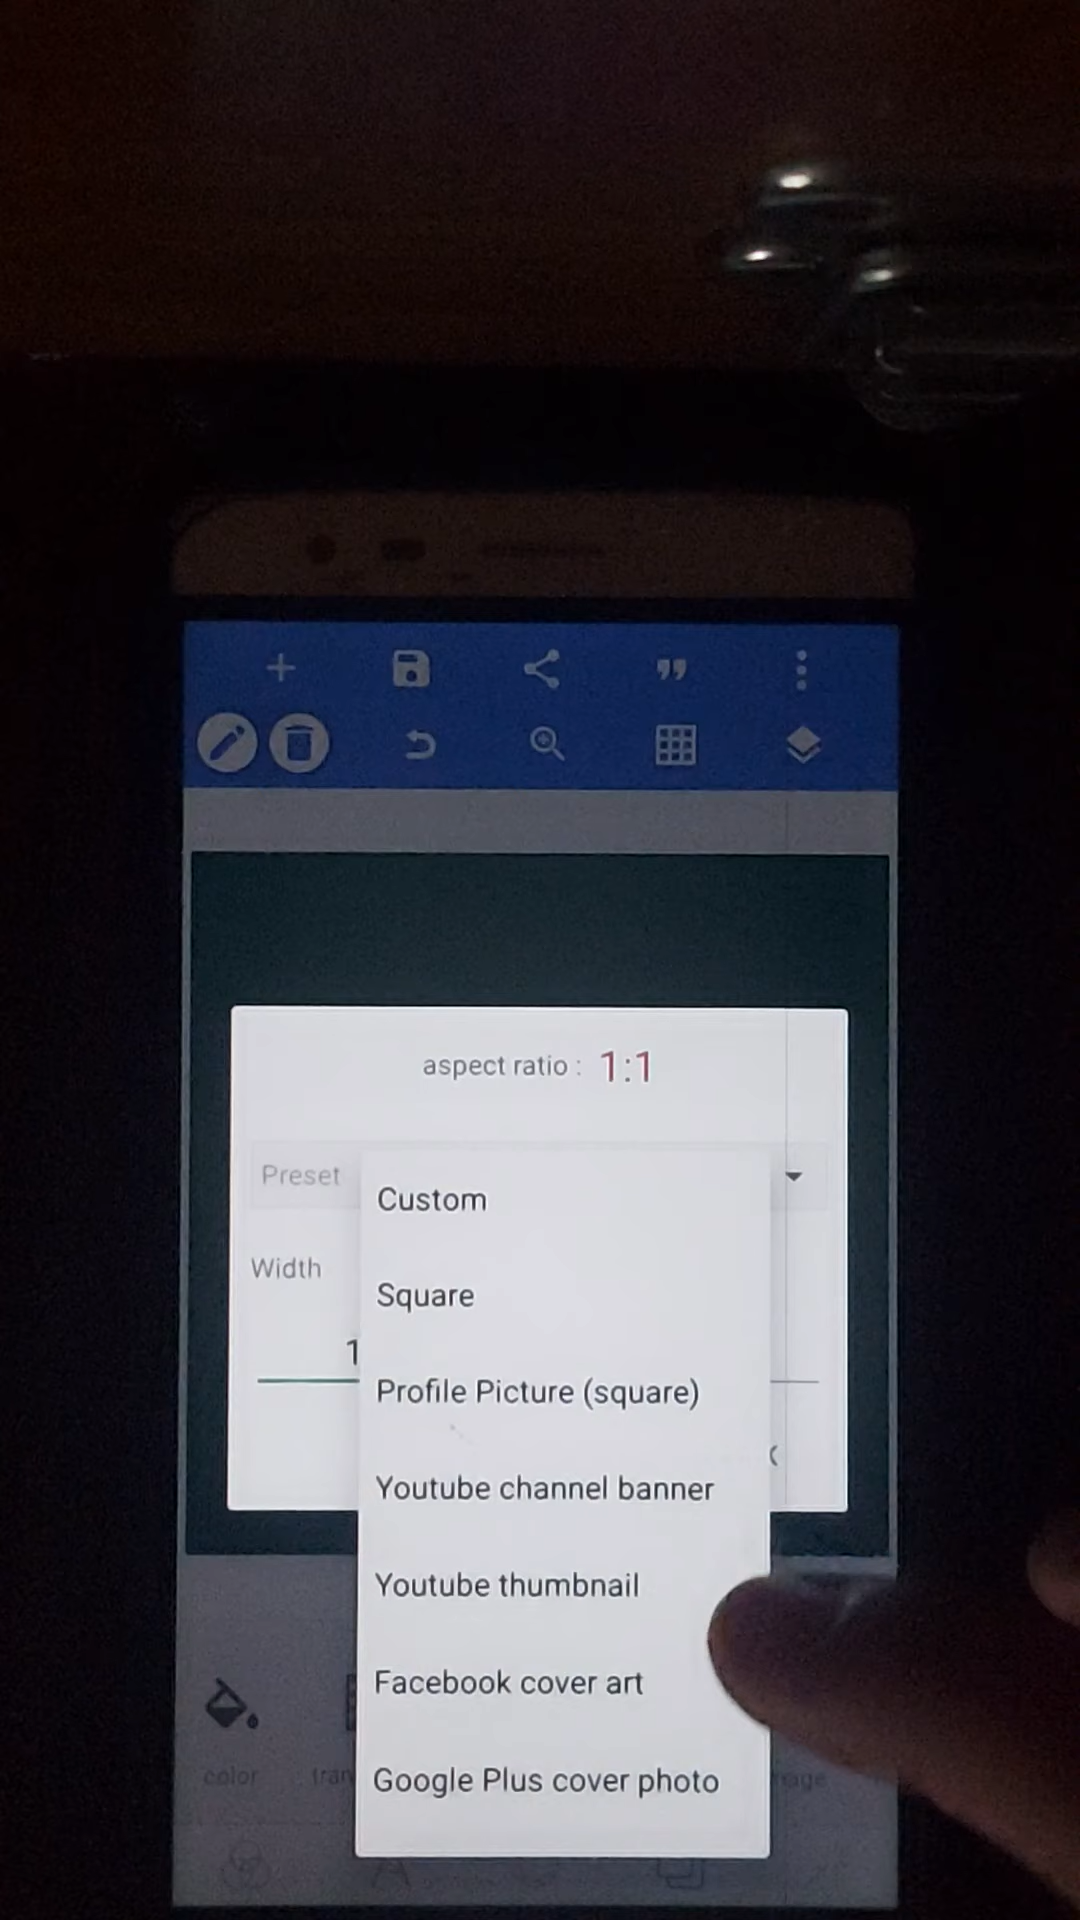 aspect ratio : 1:1
Preset
Custom
Width
Square
1
Profile Picture (square)
Youtube channel banner
Youtube thumbnail
Facebook cover art
color
Google Plus cover photo